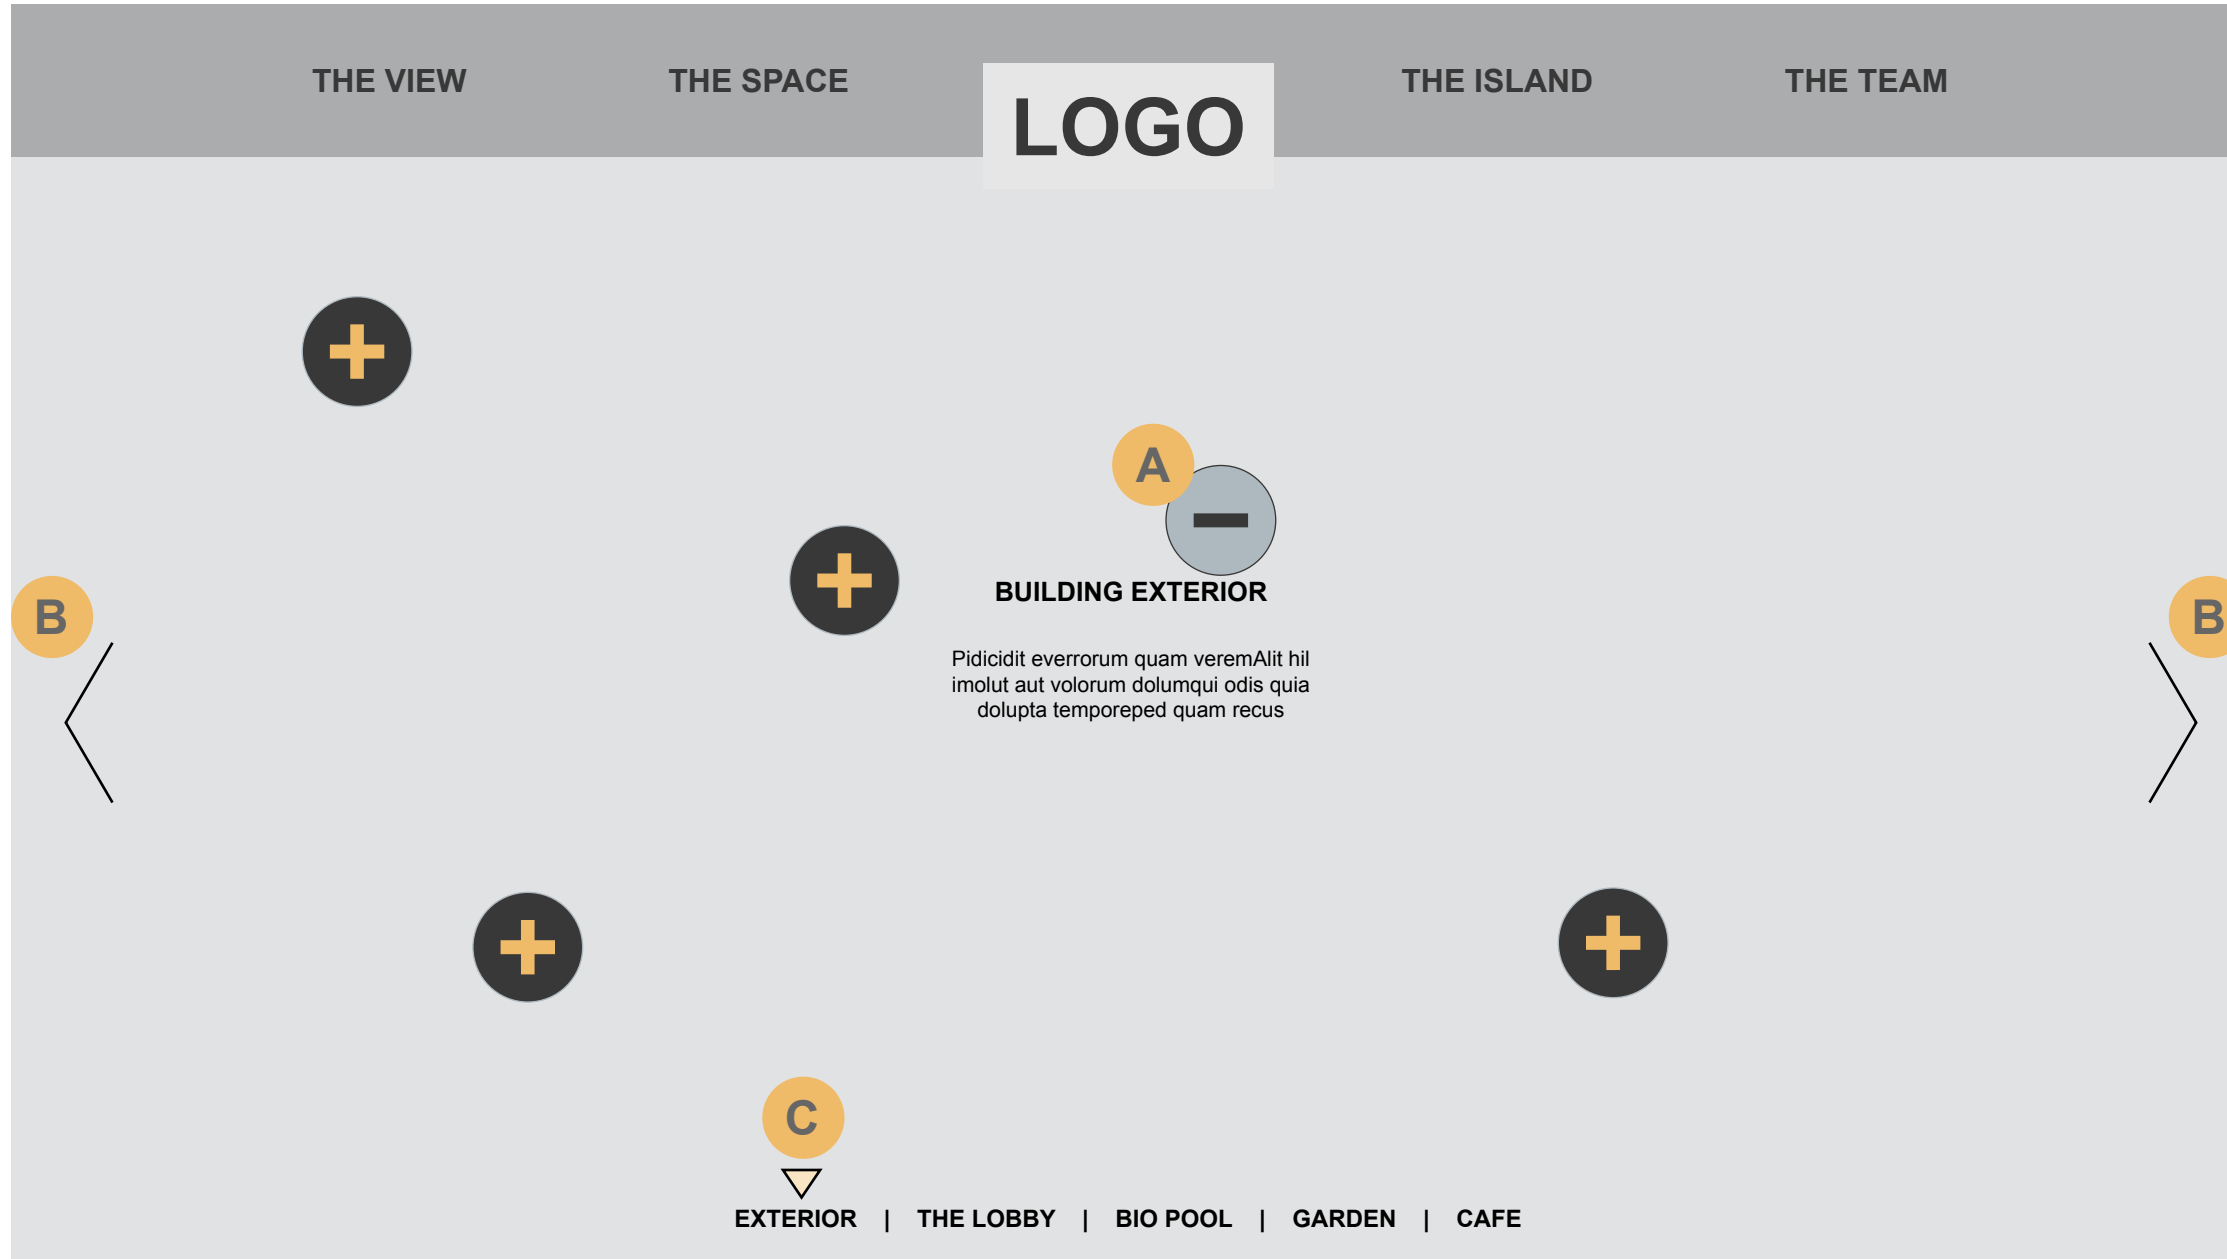 THE VIEW
THE SPACE
LOGO
THE ISLAND
THE TEAM
A
B
B
BUILDING EXTERIOR
Pidicidit everrorum quam veremAlit hil
imolut aut volorum dolumqui odis quia
dolupta temporeped quam recus
C
EXTERIOR | THE LOBBY | BIO POOL | GARDEN | CAFE